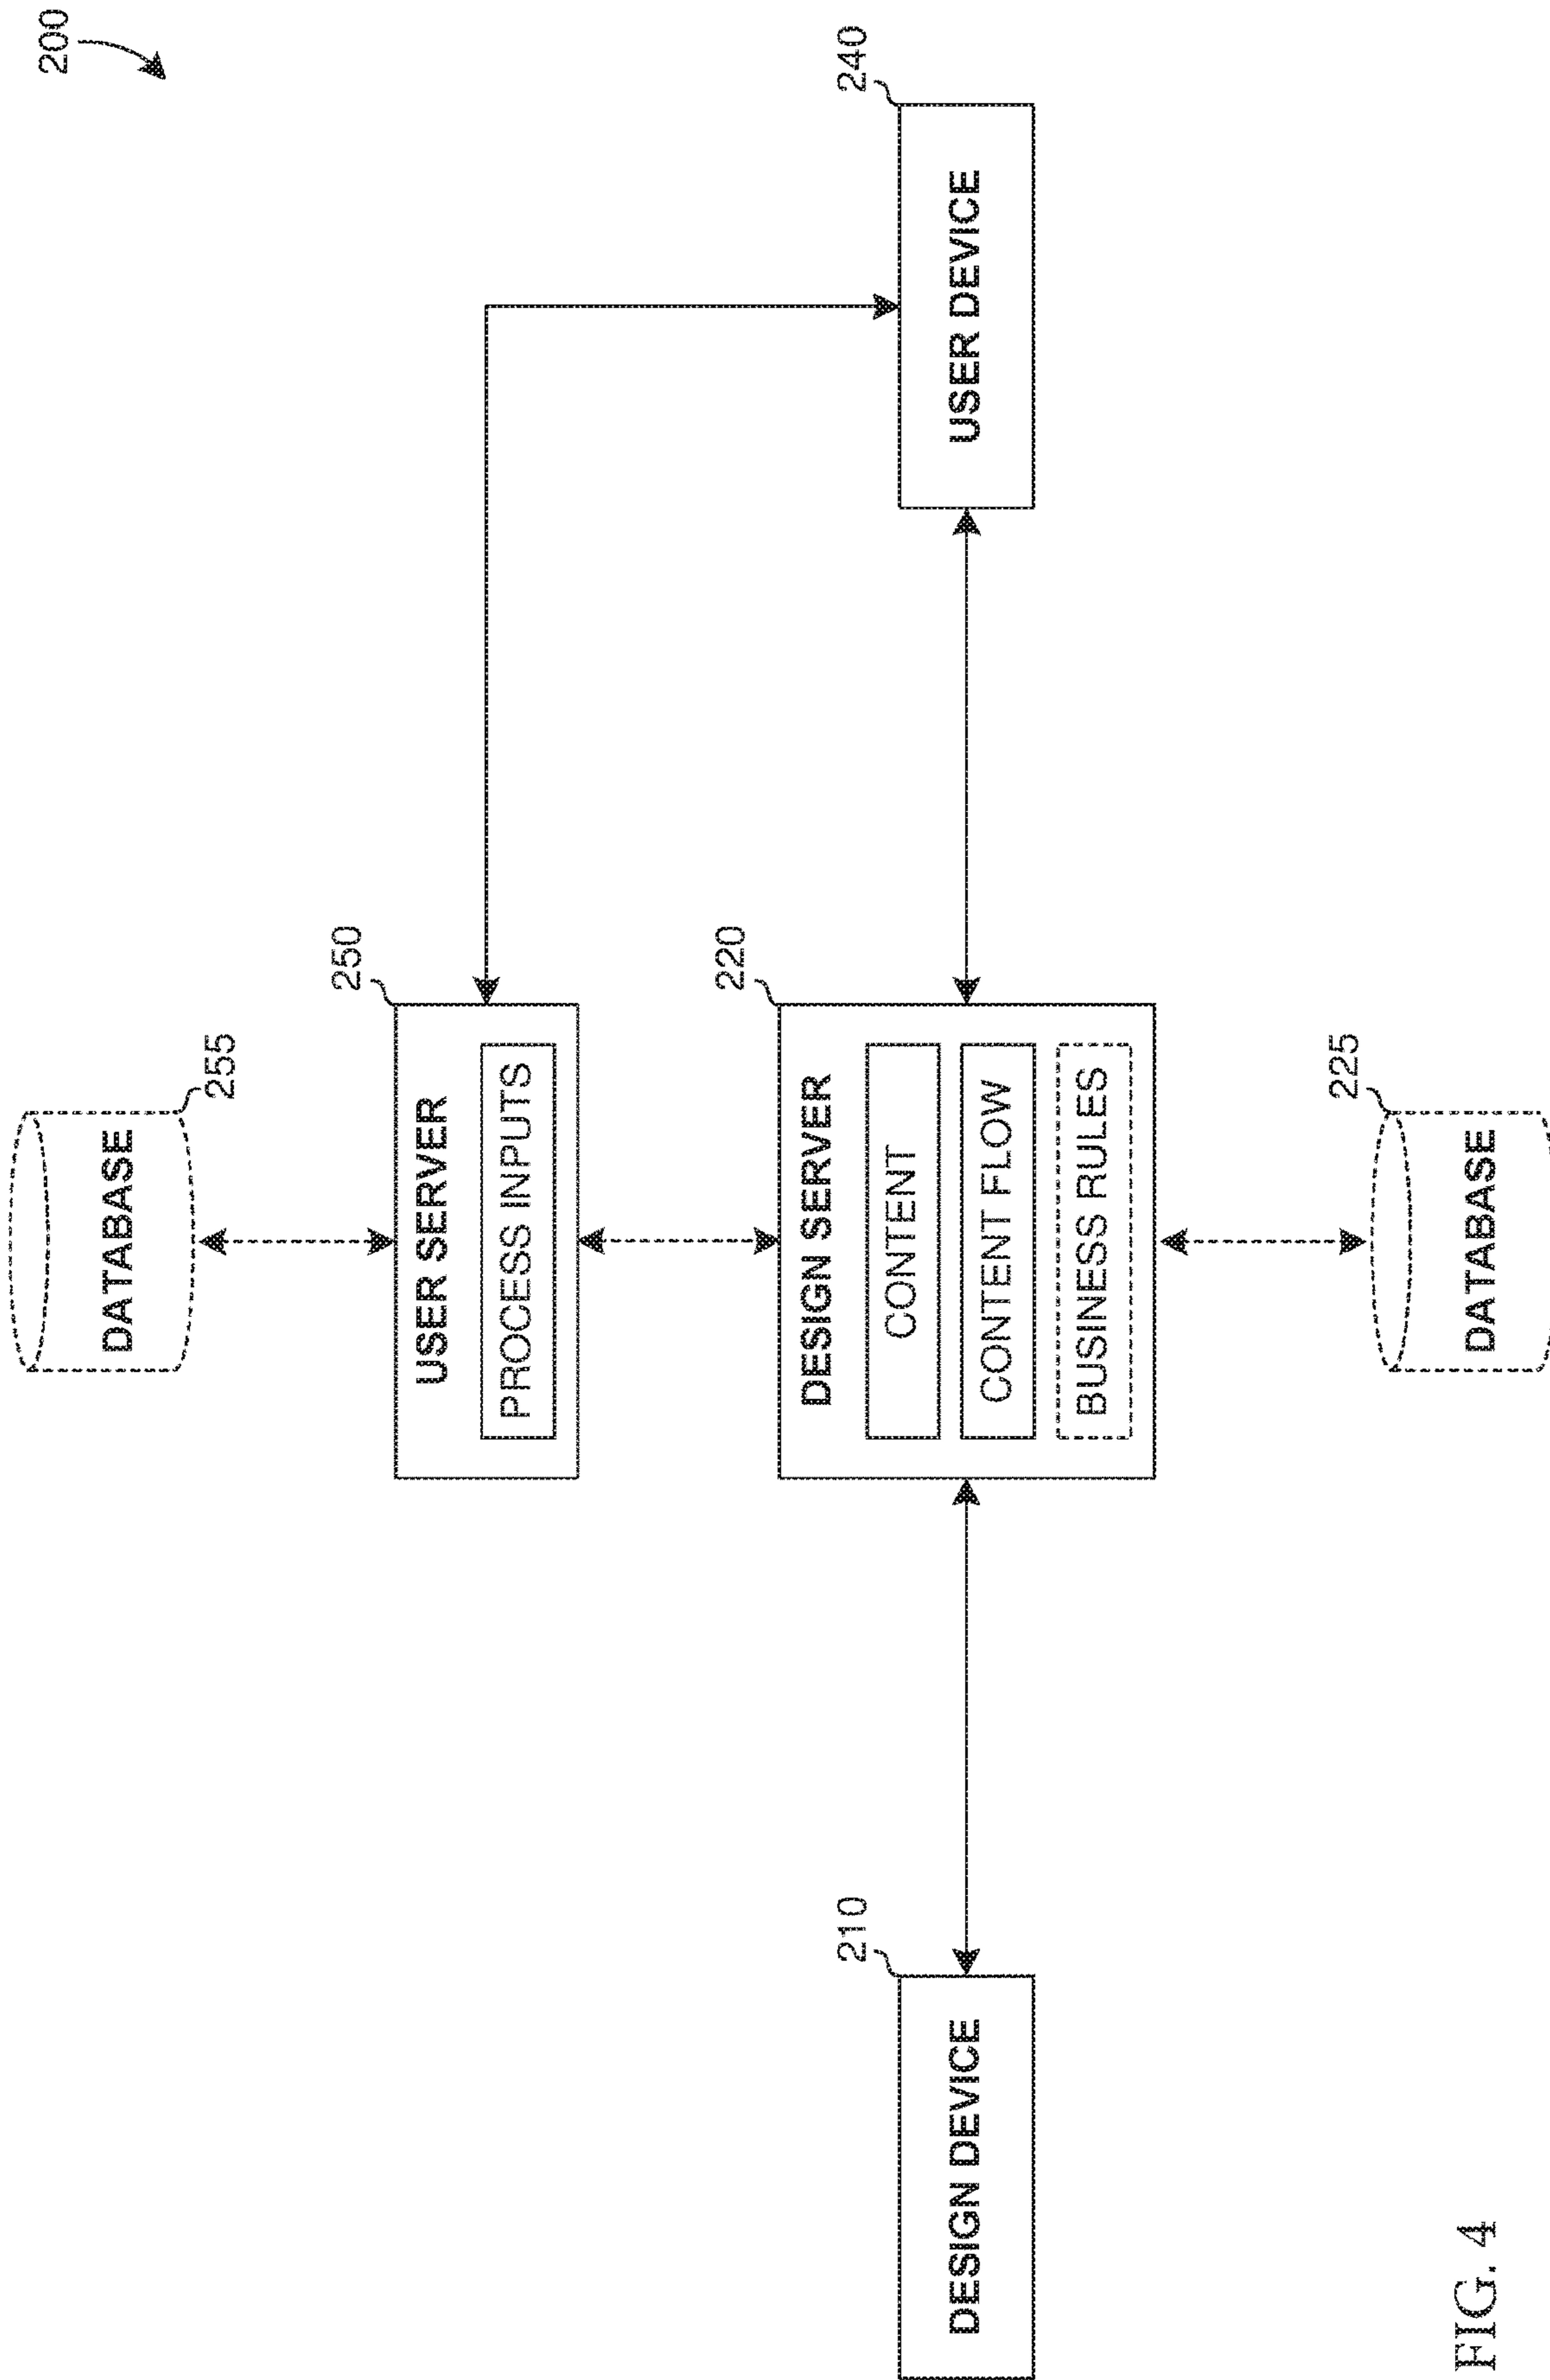 200
DATABASE
255
250
USER SERVER
PROCESS INPUTS
220
DESIGN SERVER
CONTENT
CONTENT FLOW
BUSINESS RULES
210
DESIGN DEVICE
240
USER DEVICE
225
DATABASE
FIG. 4